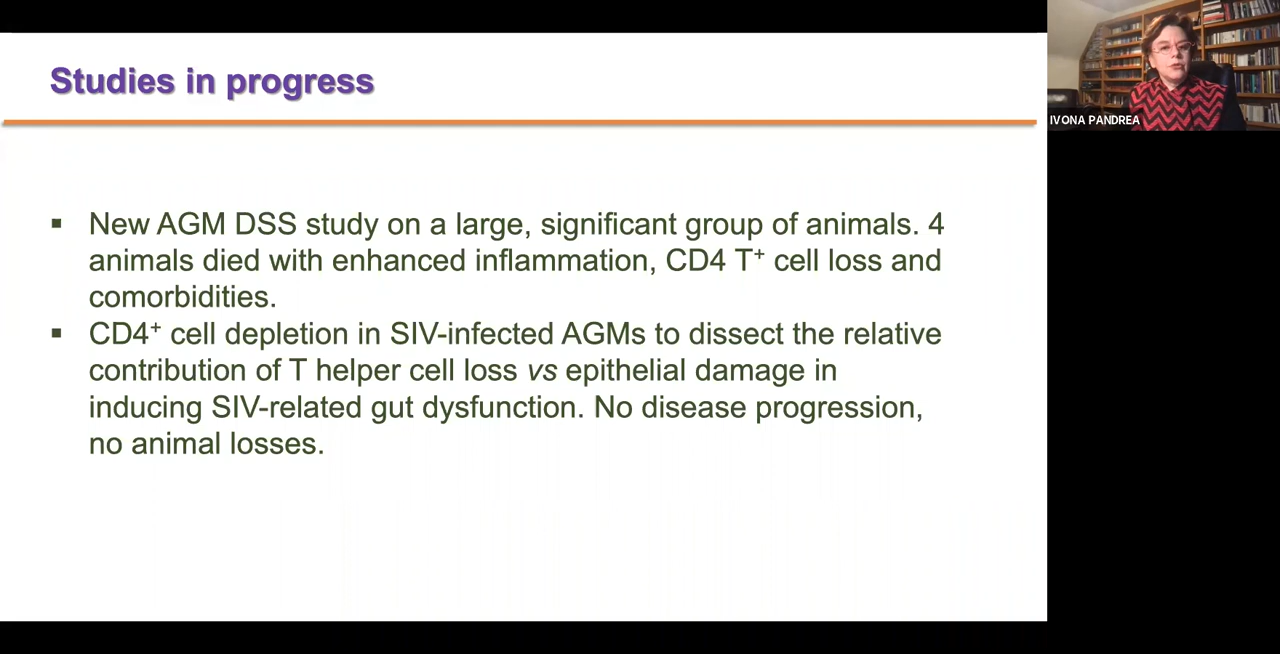 Studies in progress
IVONA PANDREA
▪ New AGM DSS study on a large, significant group of animals. 4
animals died with enhanced inflammation, CD4 T⁺ cell loss and
comorbidities.
▪ CD4⁺ cell depletion in SIV-infected AGMs to dissect the relative
contribution of T helper cell loss vs epithelial damage in
inducing SIV-related gut dysfunction. No disease progression,
no animal losses.